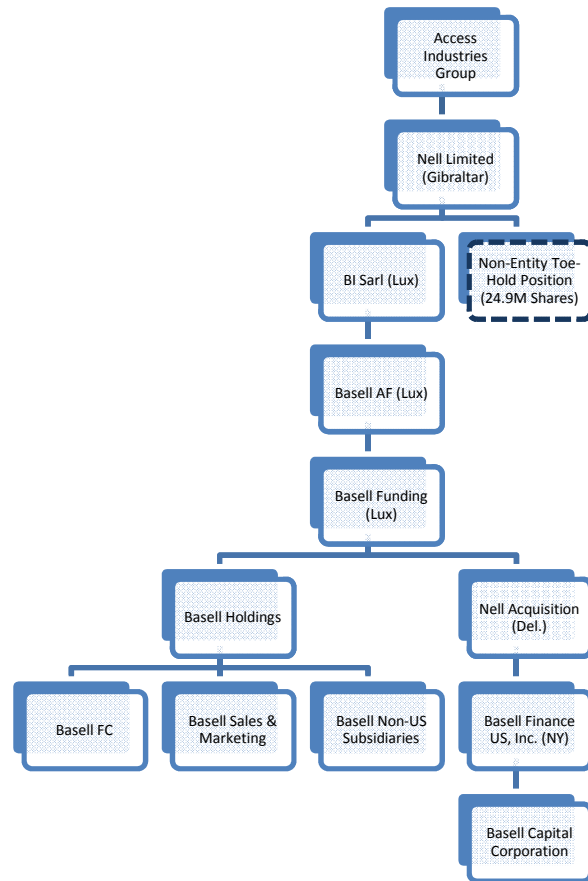 Access
Industries
Group
Nell Limited
(Gibraltar)
BI Sarl (Lux)
Non-Entity Toe-
Hold Position
(24.9M Shares)
Basell AF (Lux)
Basell Funding
(Lux)
Basell Holdings
Nell Acquisition
(Del.)
Basell FC
Basell Sales &
Marketing
Basell Non-US
Subsidiaries
Basell Finance
US, Inc. (NY)
Basell Capital
Corporation